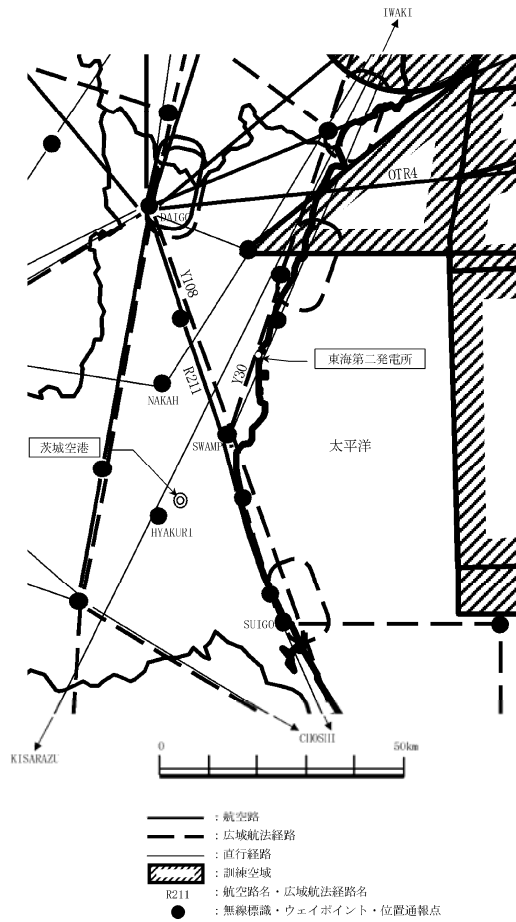 IWAKI
OTR4
DAIGO
Y108
東海第二発電所
R211
Y30
NAKAH
SWAMP
太平洋
茨城空港
HYAKURI
SUIGO
CHOSHI
KISARAZU
0 50km
：航空路
：広域航法経路
：直行経路
：訓練空域
R211 ：航空路名・広域航法経路名
：無線標識・ウェイポイント・位置通報点